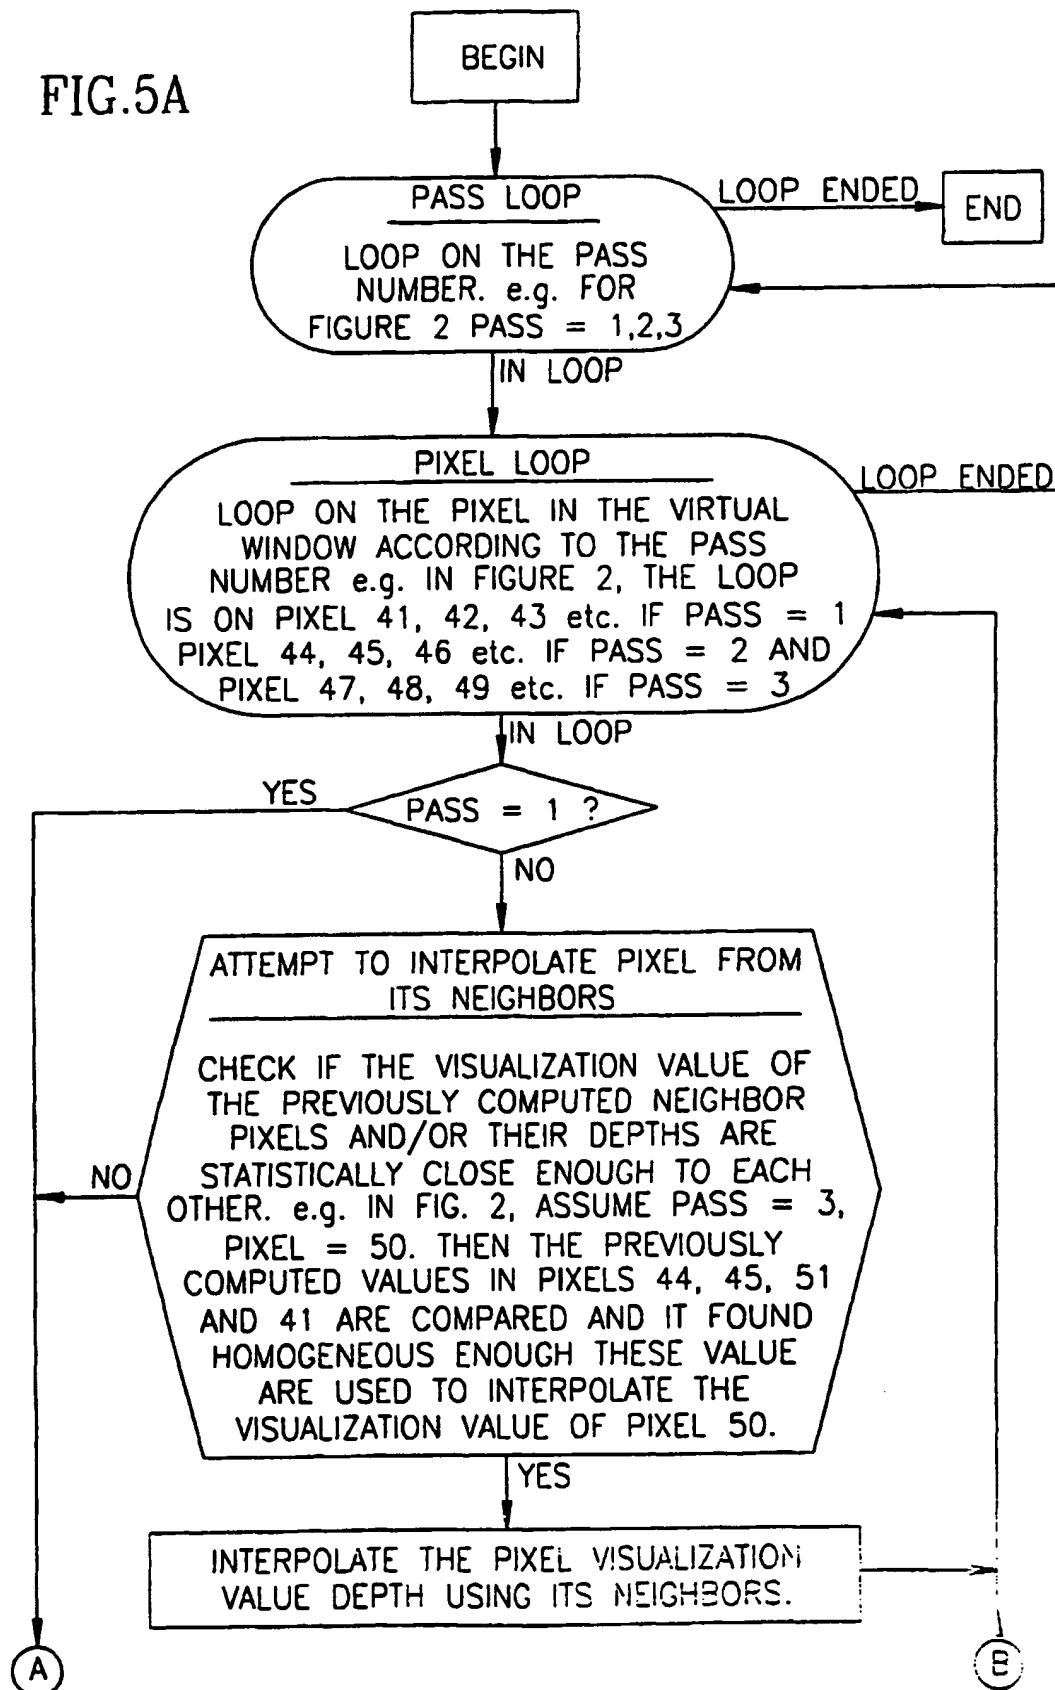 FIG.5A
BEGIN
PASS LOOP
LOOP ENDED
END
LOOP ON THE PASS
NUMBER. e.g. FOR
FIGURE 2 PASS = 1,2,3
IN LOOP
PIXEL LOOP
LOOP ENDED
LOOP ON THE PIXEL IN THE VIRTUAL
WINDOW ACCORDING TO THE PASS
NUMBER e.g. IN FIGURE 2, THE LOOP
IS ON PIXEL 41, 42, 43 etc. IF PASS = 1
PIXEL 44, 45, 46 etc. IF PASS = 2 AND
PIXEL 47, 48, 49 etc. IF PASS = 3
IN LOOP
YES
PASS = 1 ?
NO
ATTEMPT TO INTERPOLATE PIXEL FROM
ITS NEIGHBORS
CHECK IF THE VISUALIZATION VALUE OF
THE PREVIOUSLY COMPUTED NEIGHBOR
PIXELS AND/OR THEIR DEPTHS ARE
STATISTICALLY CLOSE ENOUGH TO EACH
OTHER. e.g. IN FIG. 2, ASSUME PASS = 3,
PIXEL = 50. THEN THE PREVIOUSLY
COMPUTED VALUES IN PIXELS 44, 45, 51
AND 41 ARE COMPARED AND IT FOUND
HOMOGENEOUS ENOUGH THESE VALUE
ARE USED TO INTERPOLATE THE
VISUALIZATION VALUE OF PIXEL 50.
NO
YES
INTERPOLATE THE PIXEL VISUALIZATION
VALUE DEPTH USING ITS NEIGHBORS.
A
B